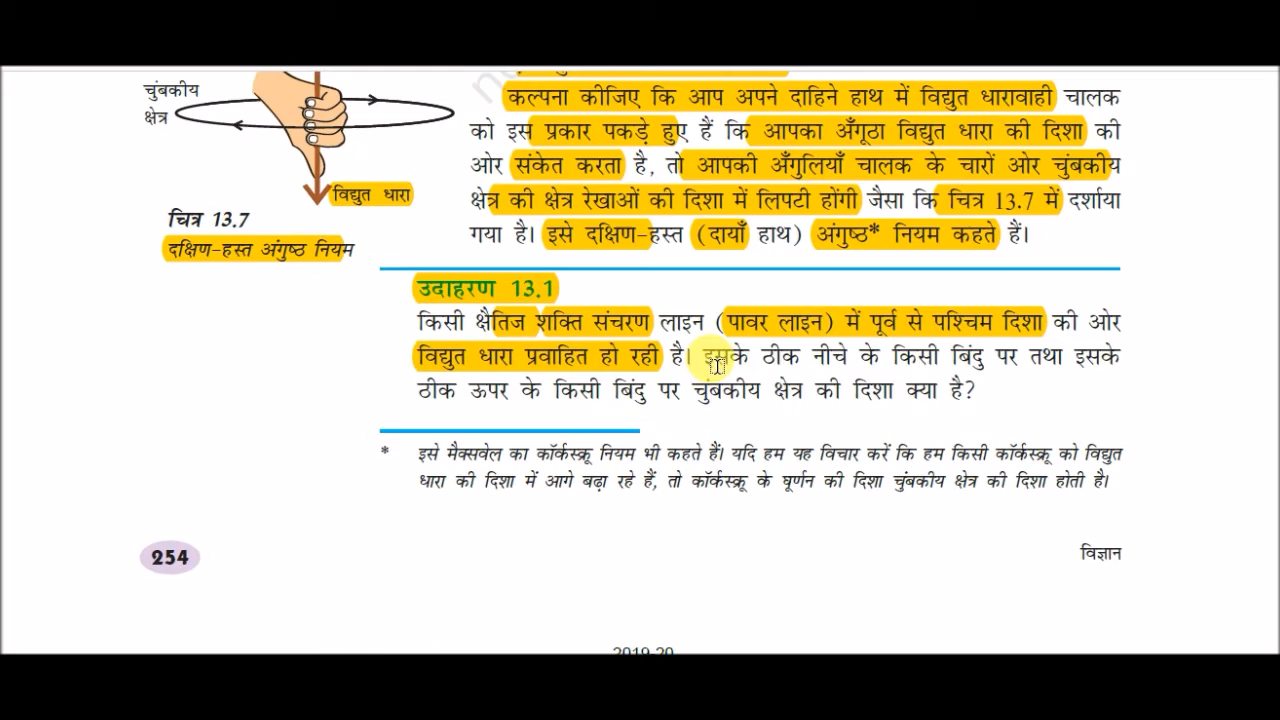 चुंबकीय
क्षेत्र
विद्युत धारा
चित्र 13.7
दक्षिण-हस्त अंगुष्ठ नियम
कल्पना कीजिए कि आप अपने दाहिने हाथ में विद्युत धारावाही चालक
को इस प्रकार पकड़े हुए हैं कि आपका अँगूठा विद्युत धारा की दिशा की
ओर संकेत करता है, तो आपकी अँगुलियाँ चालक के चारों ओर चुंबकीय
क्षेत्र की क्षेत्र रेखाओं की दिशा में लिपटी होंगी जैसा कि चित्र 13.7 में दर्शाया
गया है। इसे दक्षिण-हस्त (दायाँ हाथ) अंगुष्ठ* नियम कहते हैं।
उदाहरण 13.1
किसी क्षैतिज शक्ति संचरण लाइन (पावर लाइन) में पूर्व से पश्चिम दिशा की ओर
विद्युत धारा प्रवाहित हो रही है। इसके ठीक नीचे के किसी बिंदु पर तथा इसके
ठीक ऊपर के किसी बिंदु पर चुंबकीय क्षेत्र की दिशा क्या है?
* इसे मैक्सवेल का कॉर्कस्क्रू नियम भी कहते हैं। यदि हम यह विचार करें कि हम किसी कॉर्कस्क्रू को विद्युत
धारा की दिशा में आगे बढ़ा रहे हैं, तो कॉर्कस्क्रू के घूर्णन की दिशा चुंबकीय क्षेत्र की दिशा होती है।
254
विज्ञान
2019-20